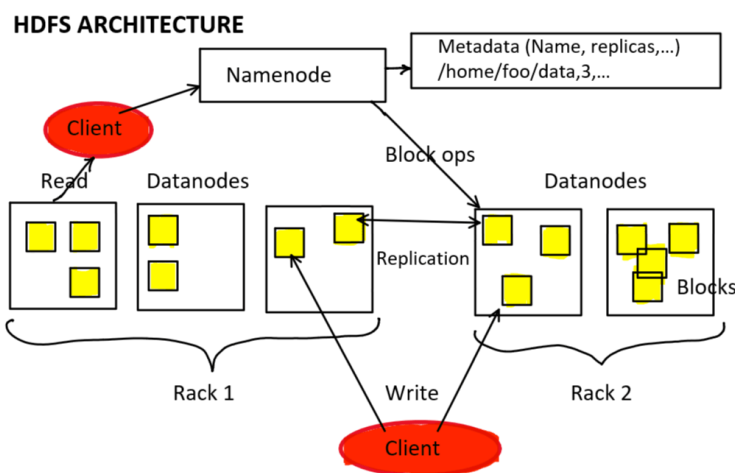 HDFS ARCHITECTURE
Namenode
Metadata (Name, replicas,...)
/home/foo/data,3,...
Client
Block ops
Read
Datanodes
Datanodes
Replication
Blocks
Rack 1
Write
Rack 2
Client